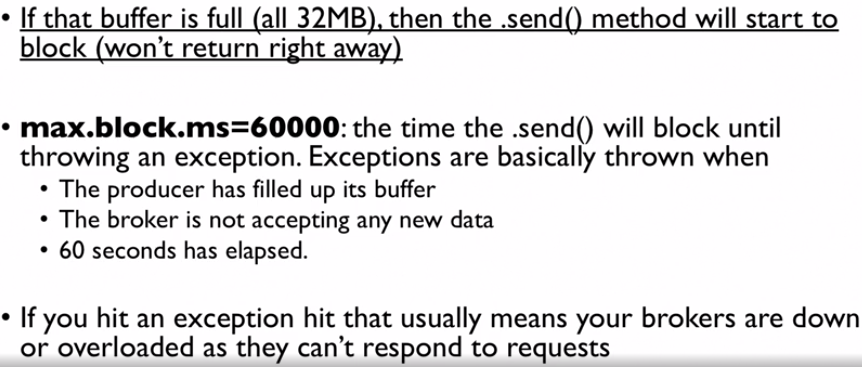 • If that buffer is full (all 32MB), then the .send() method will start to
block (won't return right away)
• max.block.ms=60000: the time the .send() will block until
throwing an exception. Exceptions are basically thrown when
• The producer has filled up its buffer
• The broker is not accepting any new data
• 60 seconds has elapsed.
• If you hit an exception hit that usually means your brokers are down
or overloaded as they can't respond to requests